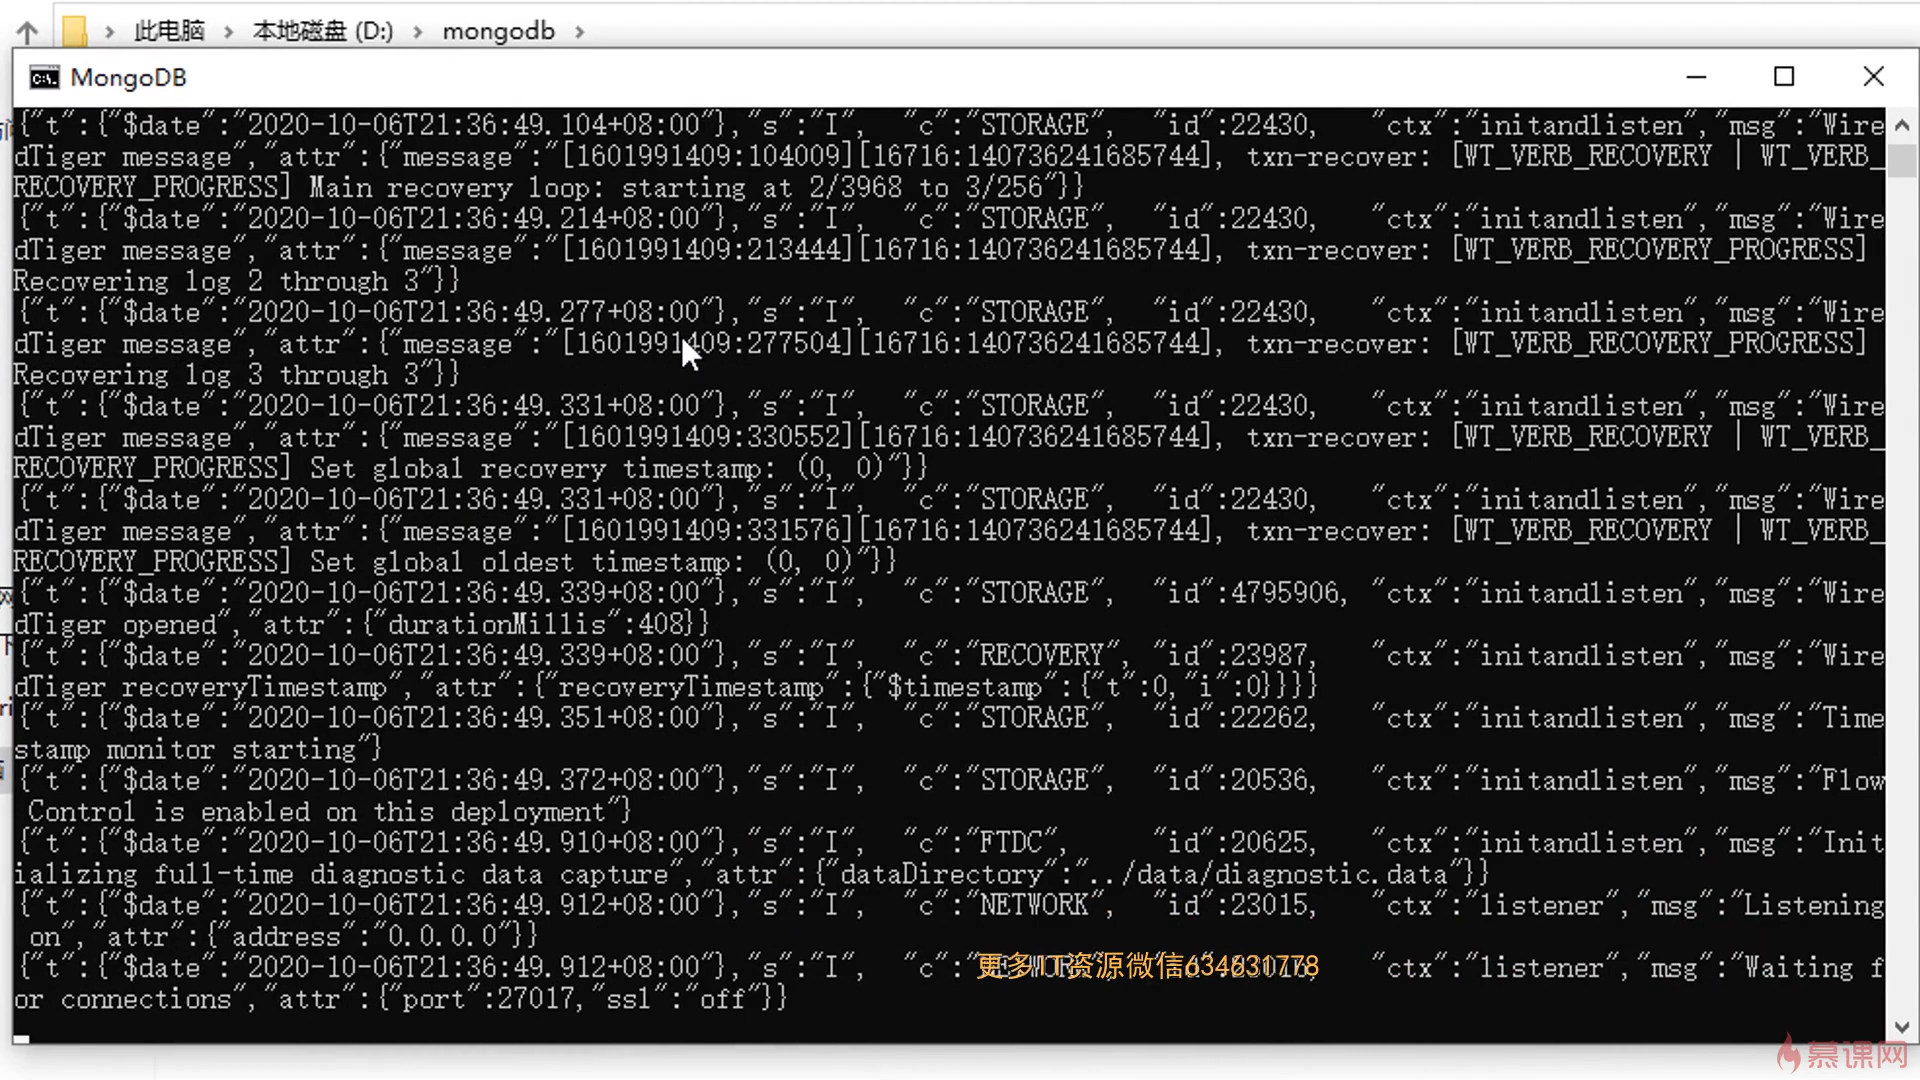 此电脑 > 本地磁盘 (D:) > mongodb >
MongoDB
{"t":{"$date":"2020-10-06T21:36:49.104+08:00"},"s":"I",  "c":"STORAGE",  "id":22430,   "ctx":"initandlisten","msg":"Wire
dTiger message","attr":{"message":"[1601991409:104009][16716:140736241685744], txn-recover: [WT_VERB_RECOVERY | WT_VERB_
RECOVERY_PROGRESS] Main recovery loop: starting at 2/3968 to 3/256"}}
{"t":{"$date":"2020-10-06T21:36:49.214+08:00"},"s":"I",  "c":"STORAGE",  "id":22430,   "ctx":"initandlisten","msg":"Wire
dTiger message","attr":{"message":"[1601991409:213444][16716:140736241685744], txn-recover: [WT_VERB_RECOVERY_PROGRESS]
Recovering log 2 through 3"}}
{"t":{"$date":"2020-10-06T21:36:49.277+08:00"},"s":"I",  "c":"STORAGE",  "id":22430,   "ctx":"initandlisten","msg":"Wire
dTiger message","attr":{"message":"[1601991409:277504][16716:140736241685744], txn-recover: [WT_VERB_RECOVERY_PROGRESS]
Recovering log 3 through 3"}}
{"t":{"$date":"2020-10-06T21:36:49.331+08:00"},"s":"I",  "c":"STORAGE",  "id":22430,   "ctx":"initandlisten","msg":"Wire
dTiger message","attr":{"message":"[1601991409:330552][16716:140736241685744], txn-recover: [WT_VERB_RECOVERY | WT_VERB_
RECOVERY_PROGRESS] Set global recovery timestamp: (0, 0)"}}
{"t":{"$date":"2020-10-06T21:36:49.331+08:00"},"s":"I",  "c":"STORAGE",  "id":22430,   "ctx":"initandlisten","msg":"Wire
dTiger message","attr":{"message":"[1601991409:331576][16716:140736241685744], txn-recover: [WT_VERB_RECOVERY | WT_VERB_
RECOVERY_PROGRESS] Set global oldest timestamp: (0, 0)"}}
{"t":{"$date":"2020-10-06T21:36:49.339+08:00"},"s":"I",  "c":"STORAGE",  "id":4795906, "ctx":"initandlisten","msg":"Wire
dTiger opened","attr":{"durationMillis":408}}
{"t":{"$date":"2020-10-06T21:36:49.339+08:00"},"s":"I",  "c":"RECOVERY", "id":23987,   "ctx":"initandlisten","msg":"Wire
dTiger recoveryTimestamp","attr":{"recoveryTimestamp":{"$timestamp":{"t":0,"i":0}}}}
{"t":{"$date":"2020-10-06T21:36:49.351+08:00"},"s":"I",  "c":"STORAGE",  "id":22262,   "ctx":"initandlisten","msg":"Time
stamp monitor starting"}
{"t":{"$date":"2020-10-06T21:36:49.372+08:00"},"s":"I",  "c":"STORAGE",  "id":20536,   "ctx":"initandlisten","msg":"Flow
 Control is enabled on this deployment"}
{"t":{"$date":"2020-10-06T21:36:49.910+08:00"},"s":"I",  "c":"FTDC",     "id":20625,   "ctx":"initandlisten","msg":"Init
ializing full-time diagnostic data capture","attr":{"dataDirectory":"../data/diagnostic.data"}}
{"t":{"$date":"2020-10-06T21:36:49.912+08:00"},"s":"I",  "c":"NETWORK",  "id":23015,   "ctx":"listener","msg":"Listening
 on","attr":{"address":"0.0.0.0"}}
{"t":{"$date":"2020-10-06T21:36:49.912+08:00"},"s":"I",  "c": "ctx":"listener","msg":"Waiting f
更多IT资源微信634631778
or connections","attr":{"port":27017,"ssl":"off"}}
慕课网